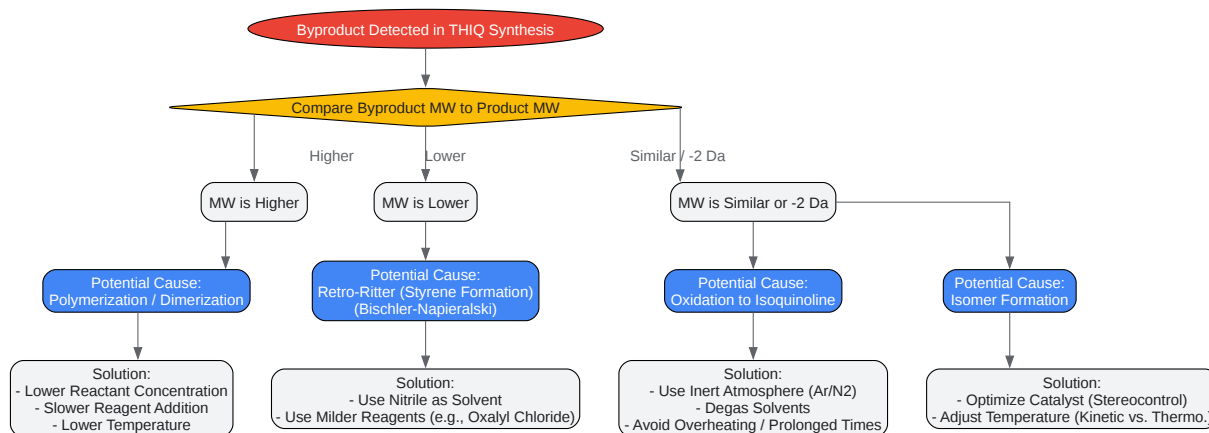 Byproduct Detected in THIQ Synthesis
Compare Byproduct MW to Product MW
Higher
Lower
Similar / -2 Da
MW is Higher
MW is Lower
MW is Similar or -2 Da
Potential Cause:
Polymerization / Dimerization
Potential Cause:
Retro-Ritter (Styrene Formation)
(Bischler-Napieralski)
Potential Cause:
Oxidation to Isoquinoline
Potential Cause:
Isomer Formation
Solution:
- Lower Reactant Concentration
- Slower Reagent Addition
- Lower Temperature
Solution:
- Use Nitrile as Solvent
- Use Milder Reagents (e.g., Oxalyl Chloride)
Solution:
- Use Inert Atmosphere (Ar/N2)
- Degas Solvents
- Avoid Overheating / Prolonged Times
Solution:
- Optimize Catalyst (Stereocontrol)
- Adjust Temperature (Kinetic vs. Thermo.)